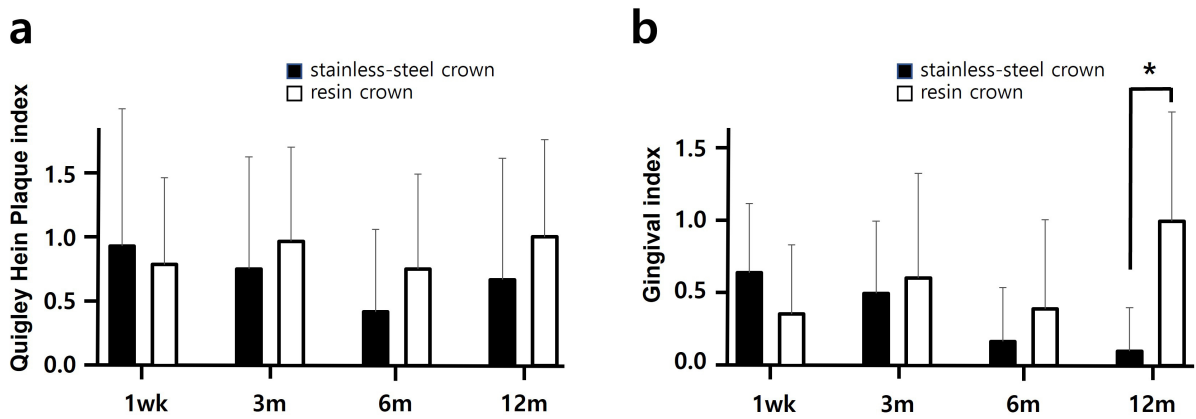 a
stainless-steel crown
resin crown
Quigley Hein Plaque index
1.5
1.0
0.5
0.0
1wk 3m 6m 12m
b
stainless-steel crown
resin crown
*
Gingival index
1.5
1.0
0.5
0.0
1wk 3m 6m 12m